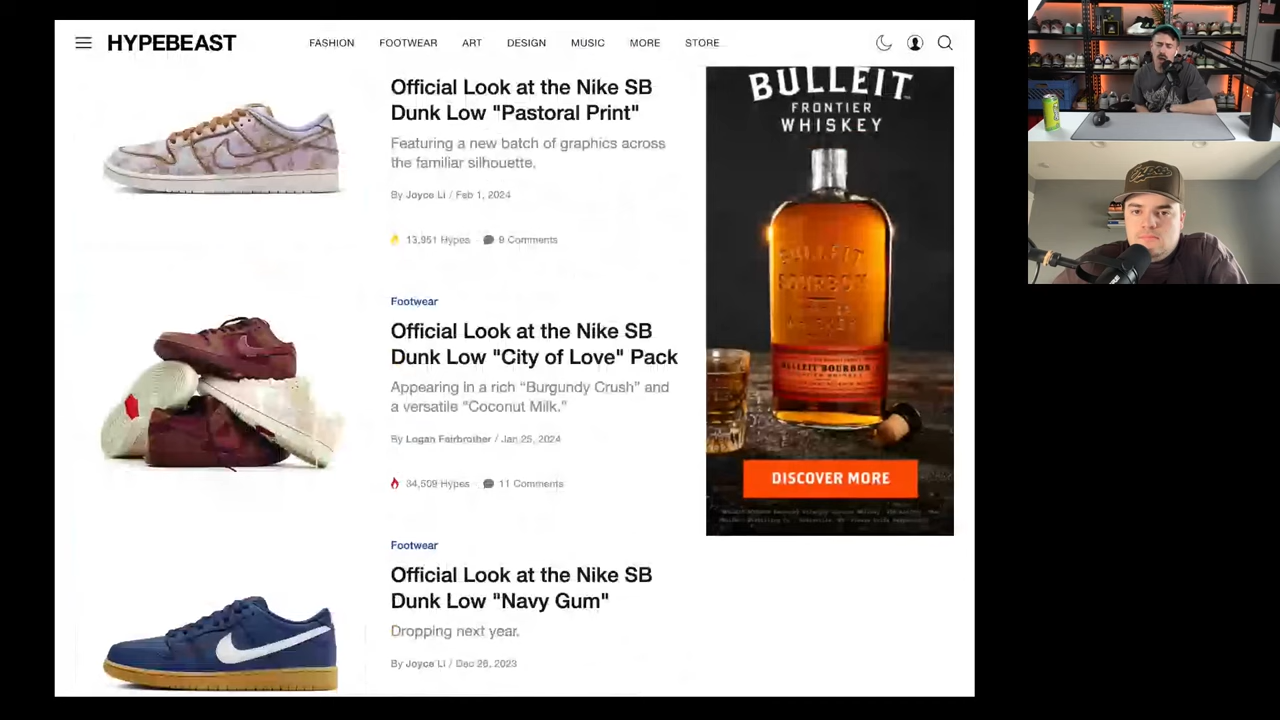 HYPEBEAST
FASHION FOOTWEAR ART DESIGN MUSIC MORE STORE
Official Look at the Nike SB
Dunk Low "Pastoral Print"
Featuring a new batch of graphics across
the familiar silhouette.
By Joyce Li / Feb 1, 2024
13,951 Hypes 9 Comments
Footwear
Official Look at the Nike SB
Dunk Low "City of Love" Pack
Appearing in a rich “Burgundy Crush” and
a versatile “Coconut Milk.”
By Logan Fairbrother / Jan 25, 2024
34,509 Hypes 11 Comments
Footwear
Official Look at the Nike SB
Dunk Low "Navy Gum"
Dropping next year.
By Joyce Li / Dec 26, 2023
BULLEIT
FRONTIER
WHISKEY
BULLEIT
BOURBON
WHISKEY
BULLEIT BOURBON
DISCOVER MORE